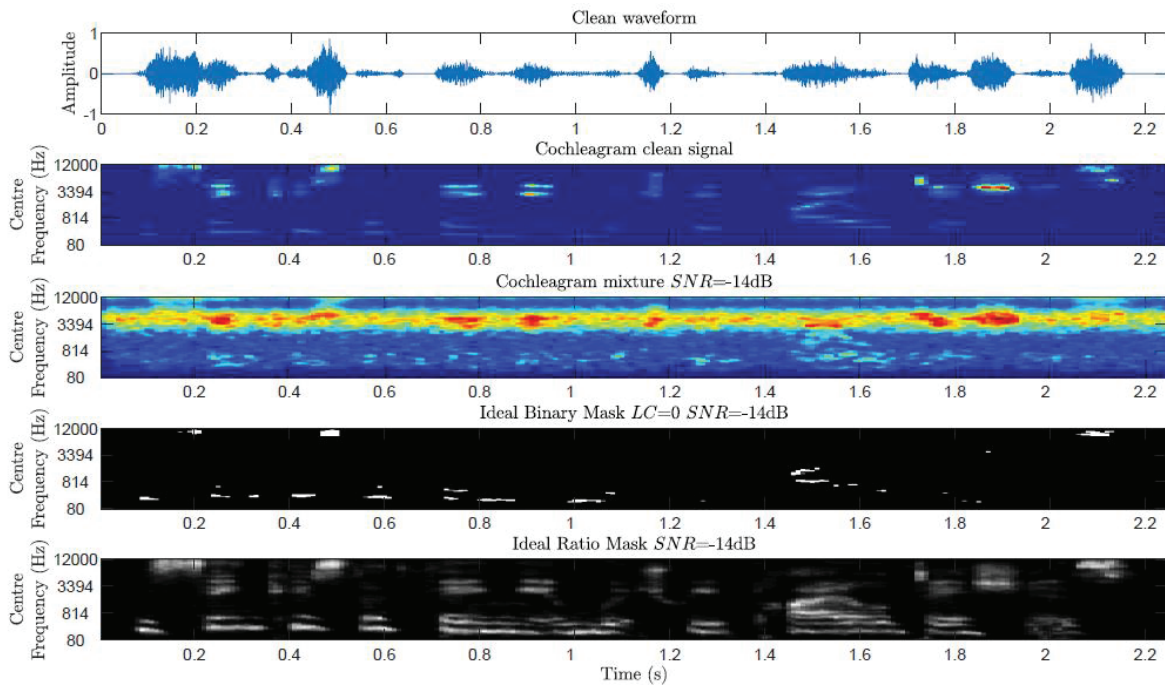 Clean waveform
Amplitude
1
0
-1
0 0.2 0.4 0.6 0.8 1 1.2 1.4 1.6 1.8 2 2.2
Cochleagram clean signal
Centre
Frequency (Hz)
12000
3394
814
80
0.2 0.4 0.6 0.8 1 1.2 1.4 1.6 1.8 2 2.2
Cochleagram mixture SNR=-14dB
Centre
Frequency (Hz)
12000
3394
814
80
0.2 0.4 0.6 0.8 1 1.2 1.4 1.6 1.8 2 2.2
Ideal Binary Mask LC=0 SNR=-14dB
Centre
Frequency (Hz)
12000
3394
814
80
0.2 0.4 0.6 0.8 1 1.2 1.4 1.6 1.8 2 2.2
Ideal Ratio Mask SNR=-14dB
Centre
Frequency (Hz)
12000
3394
814
80
0.2 0.4 0.6 0.8 1 1.2 1.4 1.6 1.8 2 2.2
Time (s)